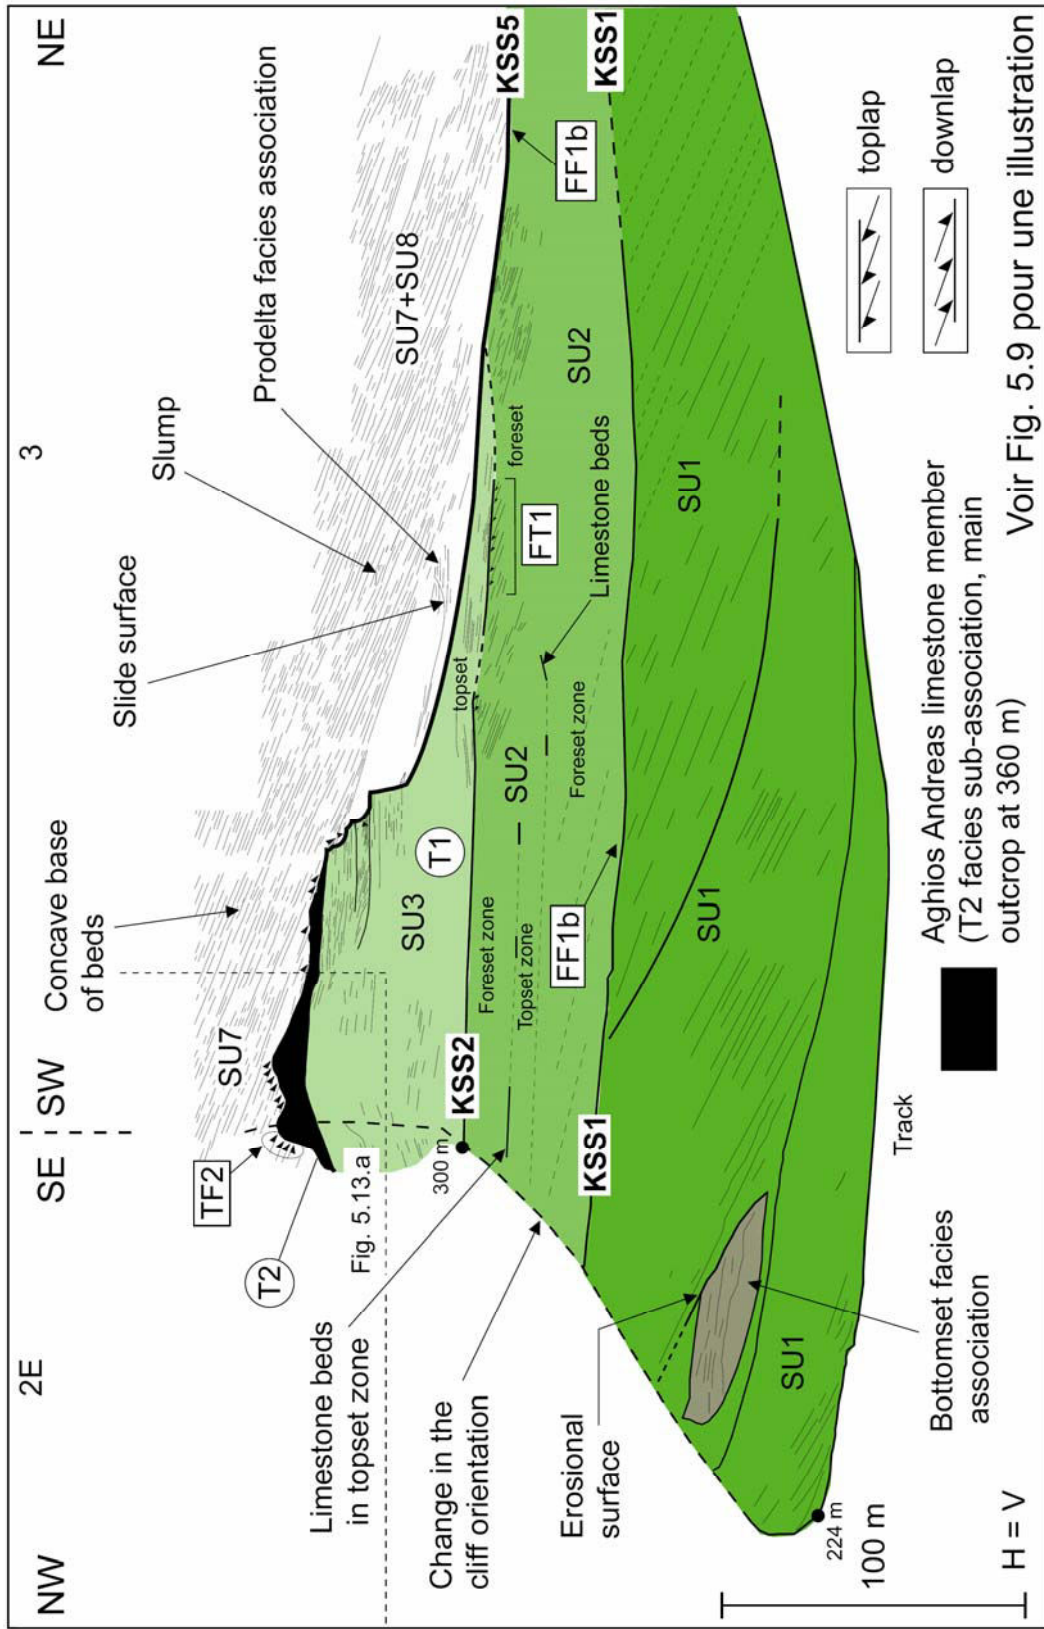 NW
2E
SE
SW
3
NE
TF2
T2
SU7
Concave base
of beds
Slide surface
Slump
Prodelta facies association
SU7+SU8
Fig. 5.13.a
300 m
KSS2
SU3
T1
topset
foreset
FT1
KSS5
FF1b
KSS1
Limestone beds
in topset zone
Change in the
cliff orientation
Foreset zone
Topset zone
SU2
Foreset zone
Limestone beds
SU2
KSS1
FF1b
Erosional
surface
SU1
SU1
SU1
Bottomset facies
association
224 m
100 m
H = V
Track
Aghios Andreas limestone member
(T2 facies sub-association, main
outcrop at 360 m)
toplap
downlap
Voir Fig. 5.9 pour une illustration